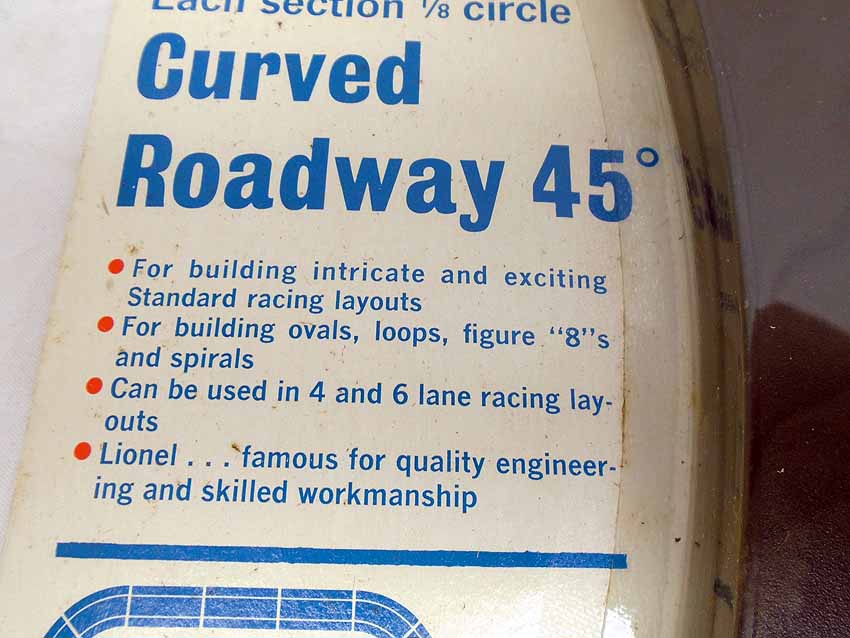 Each section ⅛ circle
Curved
Roadway 45°
• For building intricate and exciting
Standard racing layouts
• For building ovals, loops, figure “8”s
and spirals
• Can be used in 4 and 6 lane racing lay-
outs
• Lionel . . . famous for quality engineer-
ing and skilled workmanship